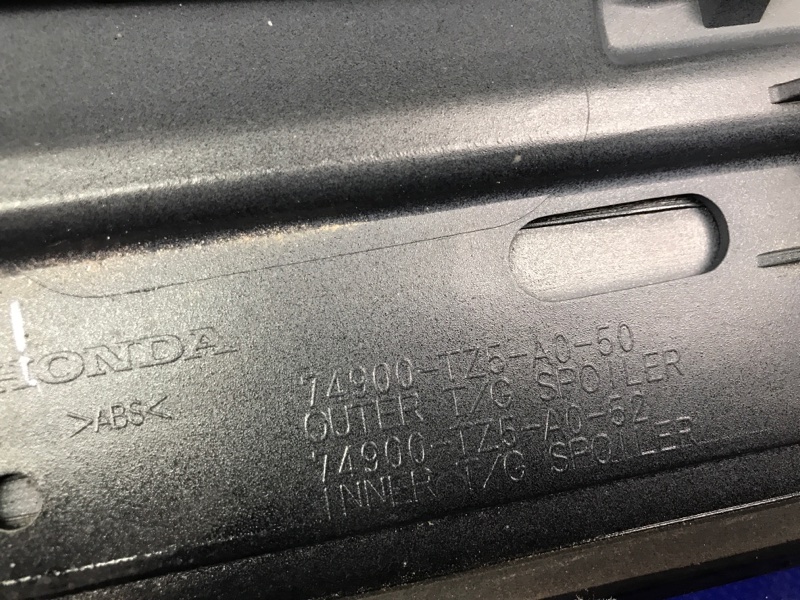 HONDA
>ABS<
74900-TZ5-A0-50
OUTER T/G SPOILER
74900-TZ5-A0-52
INNER T/G SPOILER